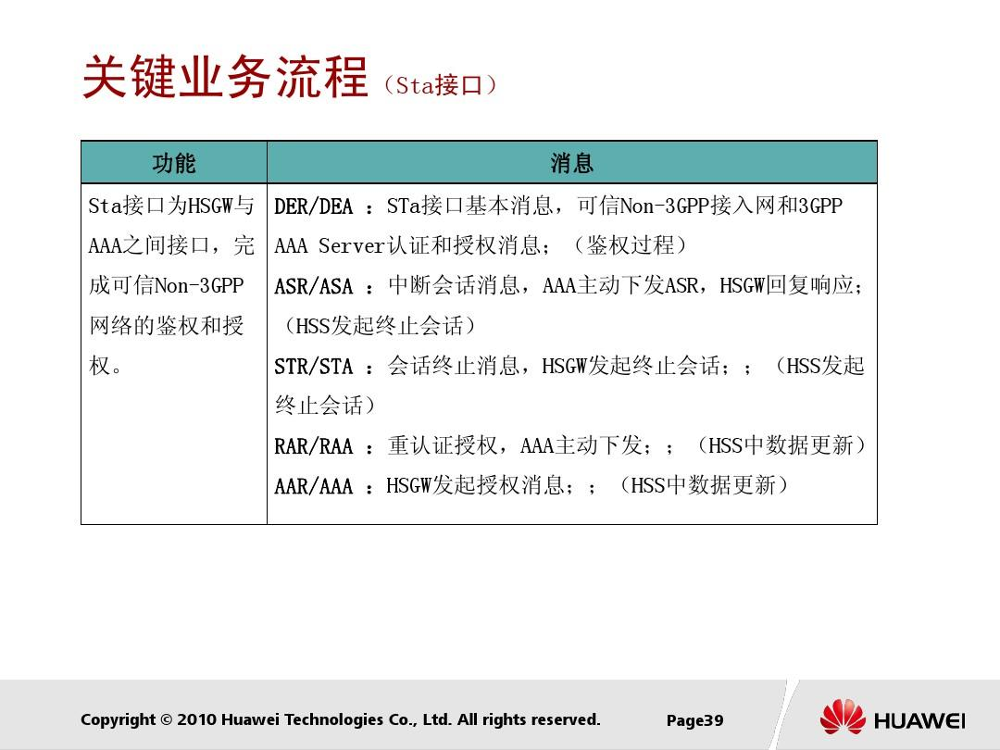 关键业务流程（Sta接口）
功能
消息
Sta接口为HSGW与
AAA之间接口，完
成可信Non-3GPP
网络的鉴权和授
权。
DER/DEA ：STa接口基本消息，可信Non-3GPP接入网和3GPP
AAA Server认证和授权消息；（鉴权过程）
ASR/ASA ：中断会话消息，AAA主动下发ASR，HSGW回复响应；
（HSS发起终止会话）
STR/STA ：会话终止消息，HSGW发起终止会话；；（HSS发起
终止会话）
RAR/RAA ：重认证授权，AAA主动下发；；（HSS中数据更新）
AAR/AAA ：HSGW发起授权消息；；（HSS中数据更新）
Copyright © 2010 Huawei Technologies Co., Ltd. All rights reserved.
Page39
HUAWEI